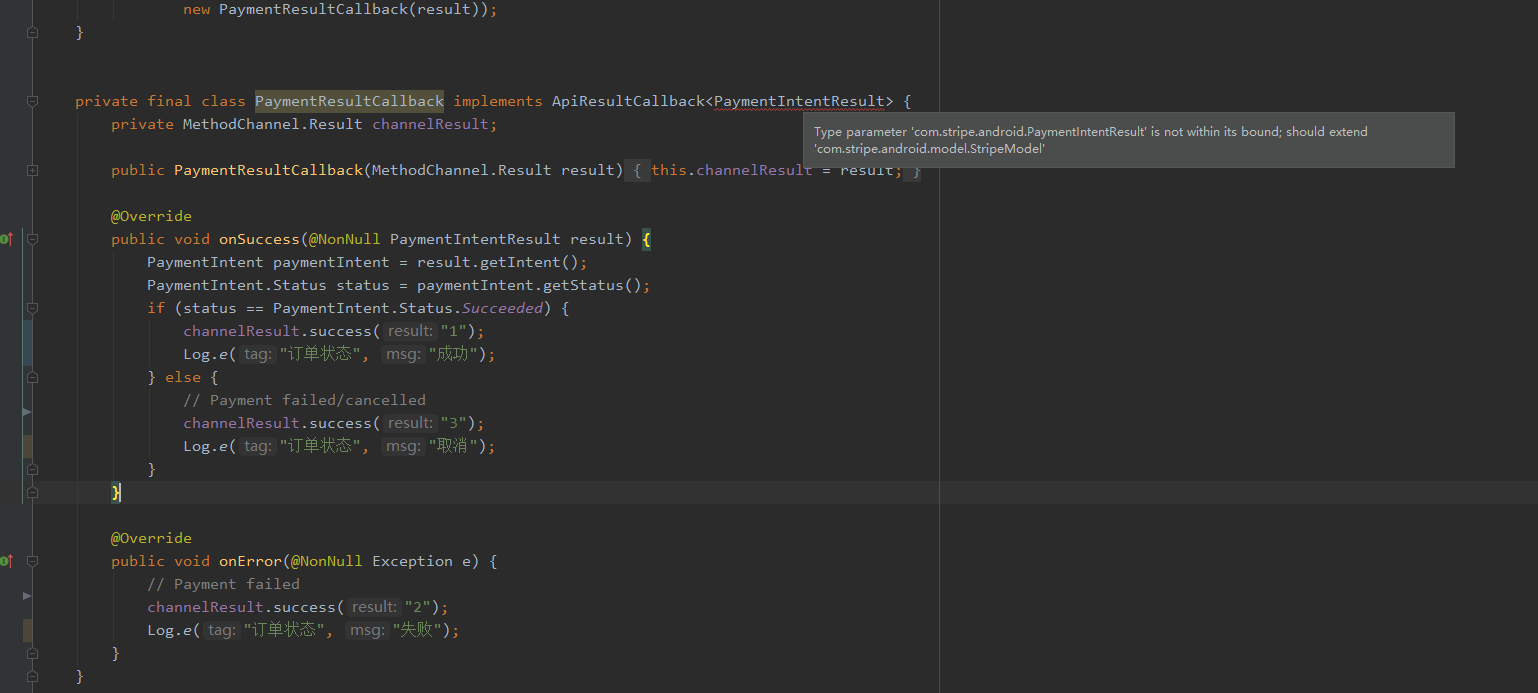 new PaymentResultCallback(result));
}
private final class PaymentResultCallback implements ApiResultCallback<PaymentIntentResult> {
private MethodChannel.Result channelResult;
Type parameter 'com.stripe.android.PaymentIntentResult' is not within its bound; should extend
'com.stripe.android.model.StripeModel'
public PaymentResultCallback(MethodChannel.Result result) { this.channelResult = result; }
@Override
public void onSuccess(@NonNull PaymentIntentResult result) {
PaymentIntent paymentIntent = result.getIntent();
PaymentIntent.Status status = paymentIntent.getStatus();
if (status == PaymentIntent.Status.Succeeded) {
channelResult.success( result: "1");
Log.e( tag: "订单状态", msg: "成功");
} else {
// Payment failed/cancelled
channelResult.success( result: "3");
Log.e( tag: "订单状态", msg: "取消");
}
}
@Override
public void onError(@NonNull Exception e) {
// Payment failed
channelResult.success( result: "2");
Log.e( tag: "订单状态", msg: "失败");
}
}